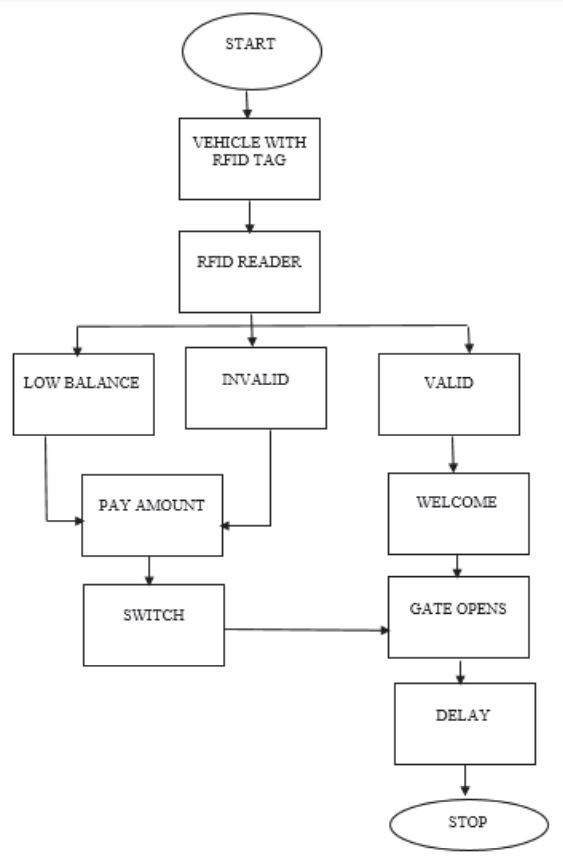 START
VEHICLE WITH
RFID TAG
RFID READER
LOW BALANCE
INVALID
VALID
PAY AMOUNT
WELCOME
SWITCH
GATE OPENS
DELAY
STOP